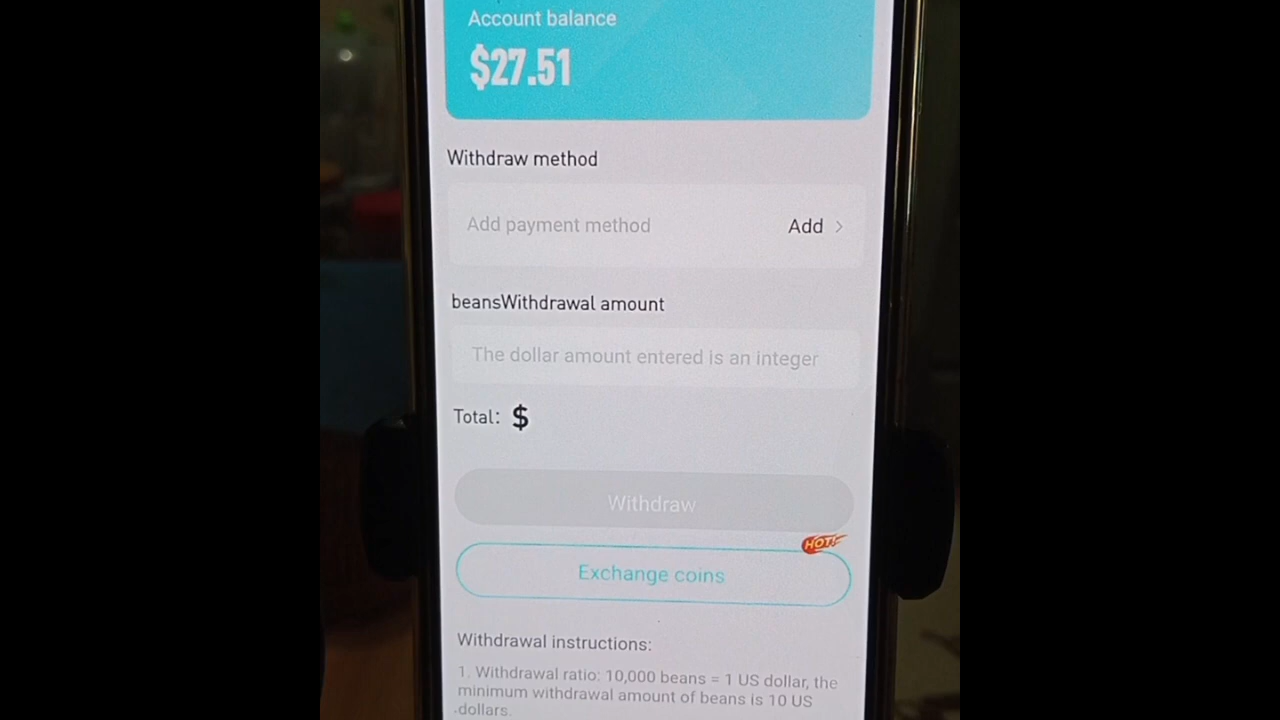 Account balance
$27.51
Withdraw method
Add payment method Add >
beansWithdrawal amount
The dollar amount entered is an integer
Total: $
Withdraw
HOT!
Exchange coins
Withdrawal instructions:
1. Withdrawal ratio: 10,000 beans = 1 US dollar, the
minimum withdrawal amount of beans is 10 US
dollars.